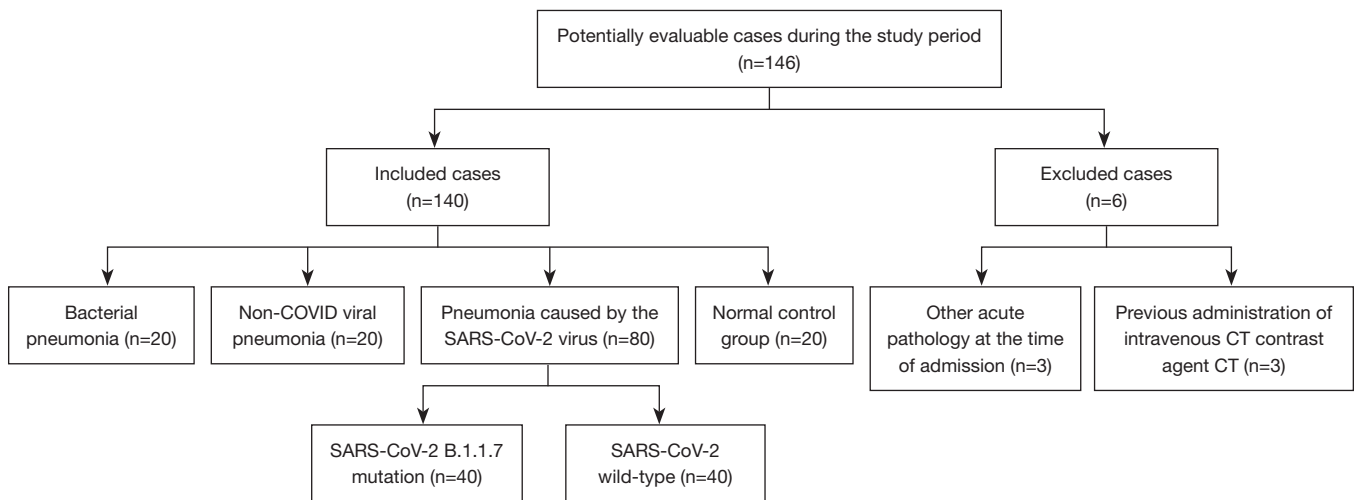 Potentially evaluable cases during the study period
(n=146)
Included cases
(n=140)
Excluded cases
(n=6)
Bacterial
pneumonia (n=20)
Non-COVID viral
pneumonia (n=20)
Pneumonia caused by the
SARS-CoV-2 virus (n=80)
Normal control
group (n=20)
Other acute
pathology at the time
of admission (n=3)
Previous administration of
intravenous CT contrast
agent CT (n=3)
SARS-CoV-2 B.1.1.7
mutation (n=40)
SARS-CoV-2
wild-type (n=40)